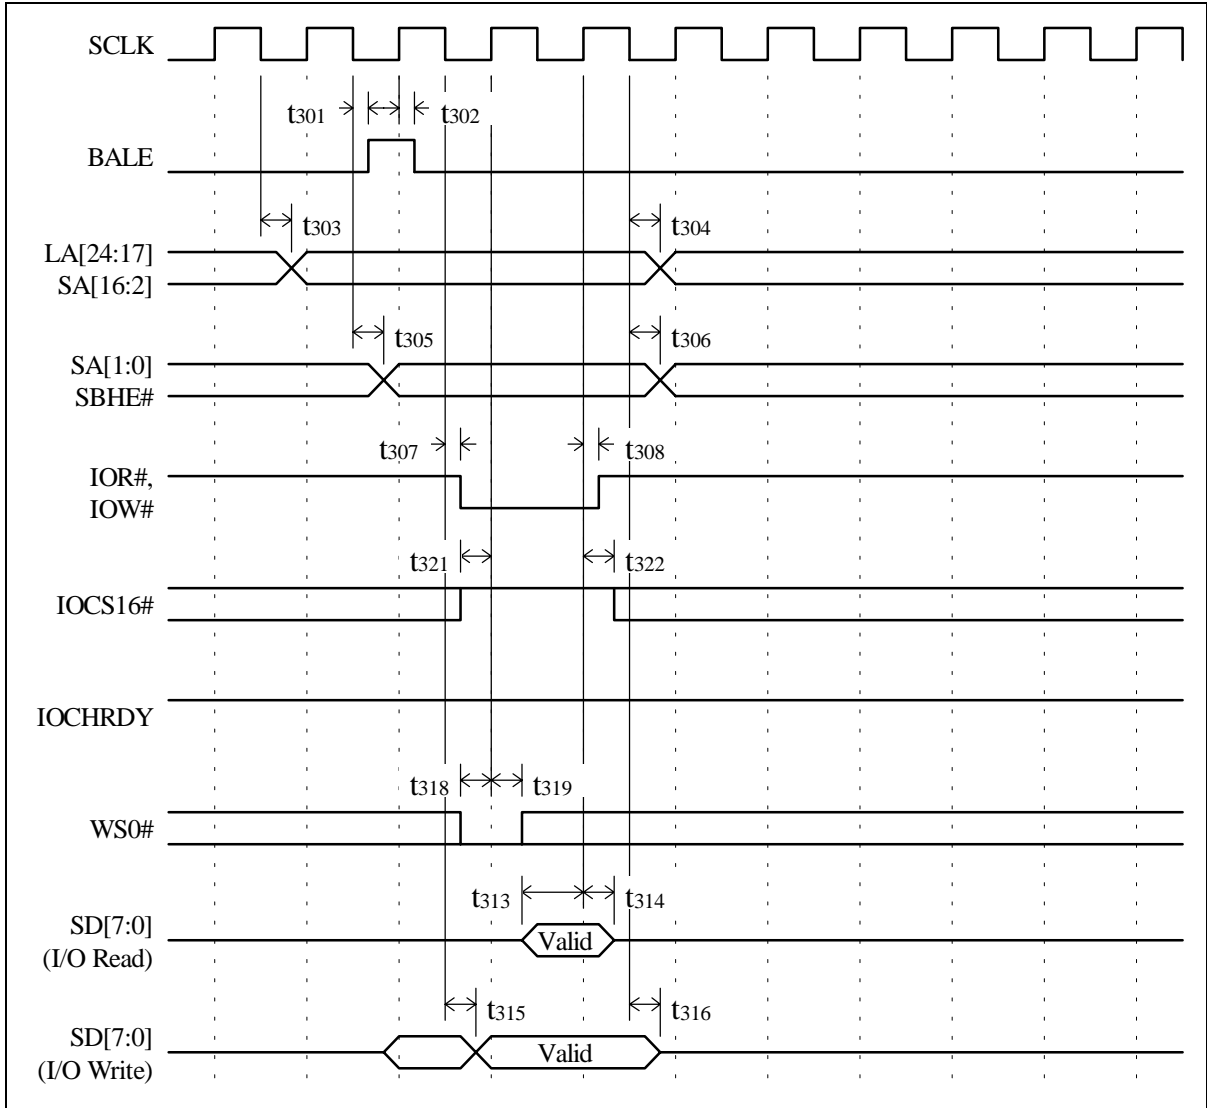 SCLK
t301
t302
BALE
t303
t304
LA[24:17]
SA[16:2]
t305
t306
SA[1:0]
SBHE#
t307
t308
IOR#,
IOW#
t321
t322
IOCS16#
IOCHRDY
t318
t319
WS0#
t313
t314
SD[7:0]
(I/O Read)
Valid
t315
t316
SD[7:0]
(I/O Write)
Valid